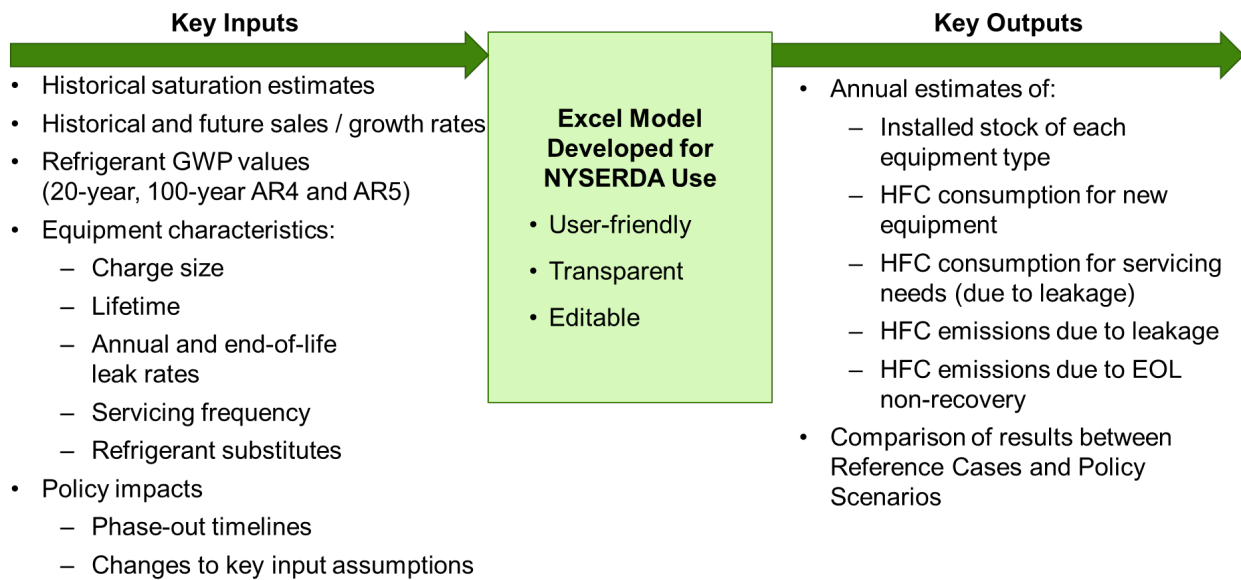 Key Inputs
• Historical saturation estimates
• Historical and future sales / growth rates
• Refrigerant GWP values
(20-year, 100-year AR4 and AR5)
• Equipment characteristics:
– Charge size
– Lifetime
– Annual and end-of-life
leak rates
– Servicing frequency
– Refrigerant substitutes
• Policy impacts
– Phase-out timelines
– Changes to key input assumptions
Excel Model
Developed for
NYSERDA Use
• User-friendly
• Transparent
• Editable
Key Outputs
• Annual estimates of:
– Installed stock of each
equipment type
– HFC consumption for new
equipment
– HFC consumption for servicing
needs (due to leakage)
– HFC emissions due to leakage
– HFC emissions due to EOL
non-recovery
• Comparison of results between
Reference Cases and Policy
Scenarios